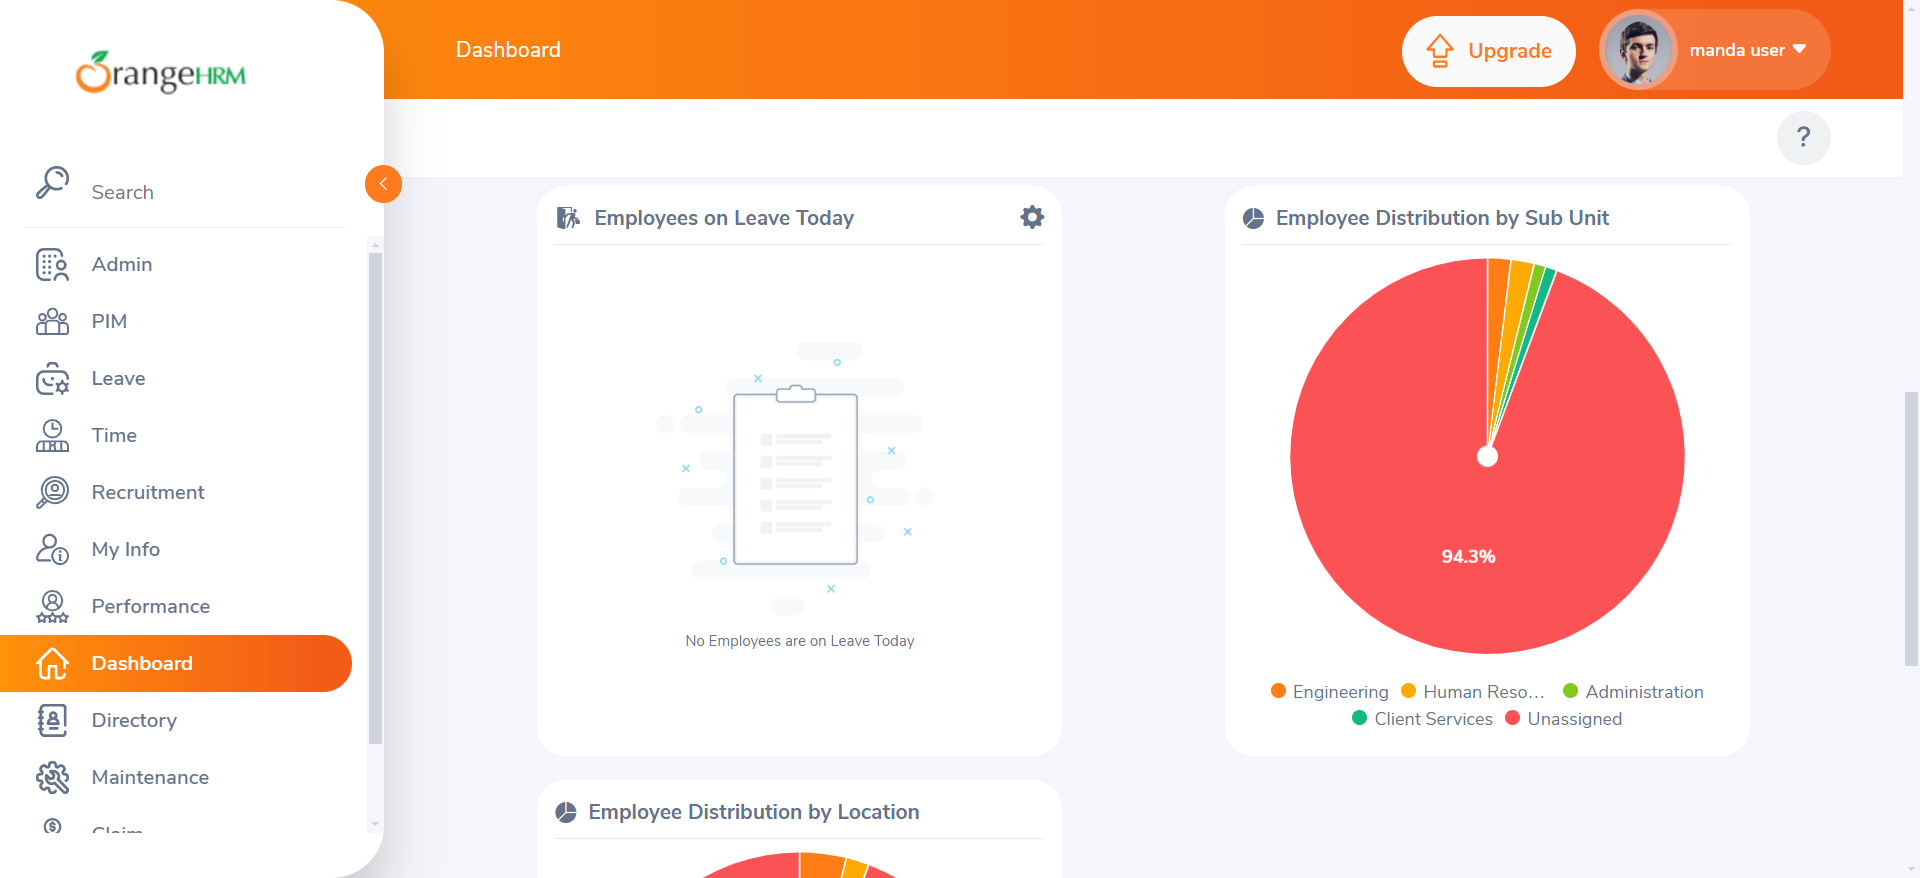 OrangeHRM
Dashboard
Upgrade
manda user
?
Search
Admin
PIM
Leave
Time
Recruitment
My Info
Performance
Dashboard
Directory
Maintenance
Claim
Employees on Leave Today
No Employees are on Leave Today
Employee Distribution by Sub Unit
94.3%
Engineering Human Reso... Administration
Client Services Unassigned
Employee Distribution by Location